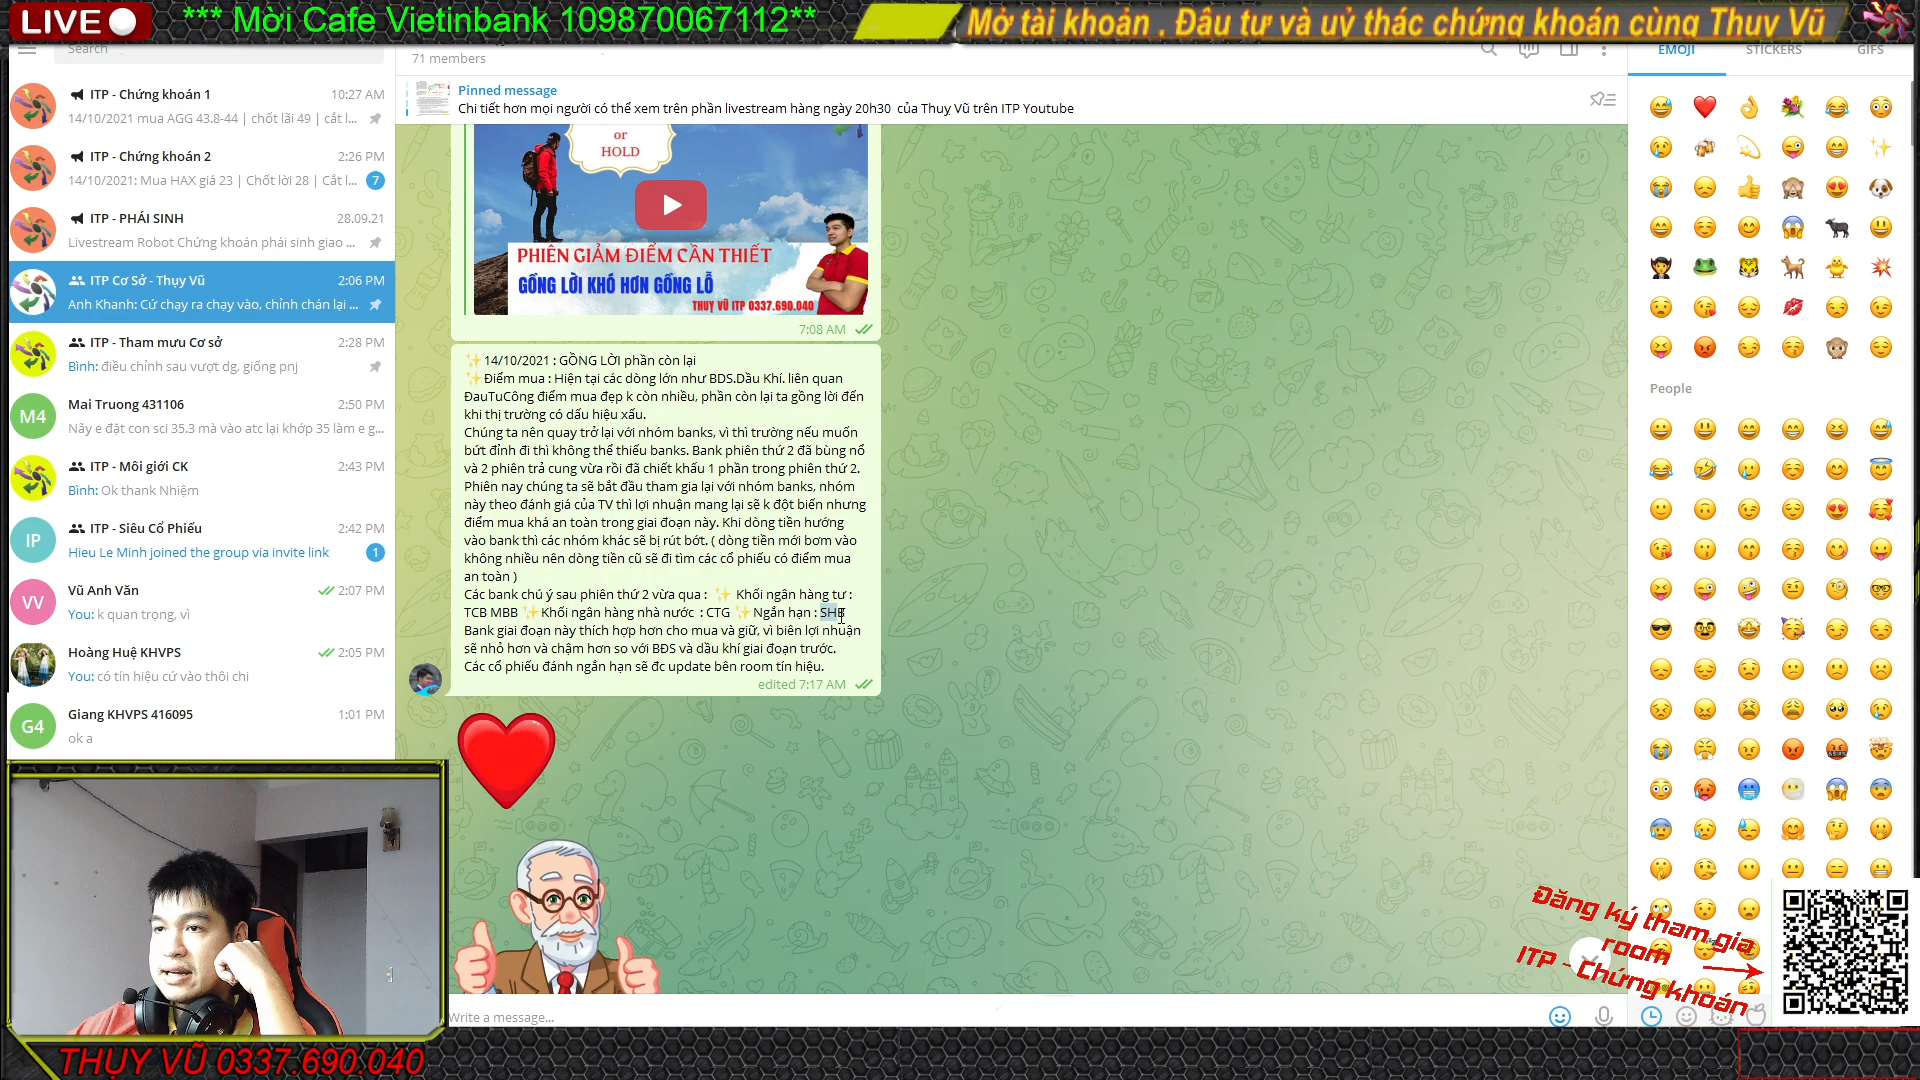 LIVE
*** Mời Cafe Vietinbank 109870067112**
Mở tài khoản . Đầu tư và uỷ thác chứng khoán cùng Thuỵ Vũ
Search
ITP - Chứng khoán 1
10:27 AM
14/10/2021 mua AGG 43.8-44 | chốt lãi 49 | cắt l...
ITP - Chứng khoán 2
2:26 PM
14/10/2021: Mua HAX giá 23 | Chốt lời 28 | Cắt l...
7
ITP - PHÁI SINH
28.09.21
Livestream Robot Chứng khoán phái sinh giao ...
ITP Cơ Sở - Thụy Vũ
2:06 PM
Anh Khanh: Cứ chạy ra chạy vào, chỉnh chán lại ...
ITP - Tham mưu Cơ sở
2:28 PM
Bình: điều chỉnh sau vượt dg, giống pnj
M4
Mai Truong 431106
2:50 PM
Nãy e đặt con sci 35.3 mà vào atc lại khớp 35 làm e g...
ITP - Môi giới CK
2:43 PM
Bình: Ok thank Nhiệm
IP
ITP - Siêu Cổ Phiếu
2:42 PM
Hieu Le Minh joined the group via invite link
1
VV
Vũ Anh Văn
2:07 PM
You: k quan trọng, vì
Hoàng Huệ KHVPS
2:05 PM
You: có tín hiệu cứ vào thôi chi
G4
Giang KHVPS 416095
1:01 PM
ok a
71 members
Pinned message
Chi tiết hơn mọi người có thể xem trên phần livestream hàng ngày 20h30 của Thuỵ Vũ trên ITP Youtube
or
HOLD
PHIÊN GIẢM ĐIỂM CẦN THIẾT
GỒNG LỜI KHÓ HƠN GỒNG LỖ
THỤY VŨ ITP 0337.690.040
7:08 AM
✨14/10/2021 : GỒNG LỜI phần còn lại
✨Điểm mua : Hiện tại các dòng lớn như BDS.Dầu Khí. liên quan
ĐauTuCông điểm mua đẹp k còn nhiều, phần còn lại ta gồng lời đến
khi thị trường có dấu hiệu xấu.
Chúng ta nên quay trở lại với nhóm banks, vì thì trường nếu muốn
bứt đỉnh đi thì không thể thiếu banks. Bank phiên thứ 2 đã bùng nổ
và 2 phiên trả cung vừa rồi đã chiết khấu 1 phần trong phiên thứ 2.
Phiên nay chúng ta sẽ bắt đầu tham gia lại với nhóm banks, nhóm
này theo đánh giá của TV thì lợi nhuận mang lại sẽ k đột biến nhưng
điểm mua khá an toàn trong giai đoạn này. Khi dòng tiền hướng
vào bank thì các nhóm khác sẽ bị rút bớt. ( dòng tiền mới bơm vào
không nhiều nên dòng tiền cũ sẽ đi tìm các cổ phiếu có điểm mua
an toàn )
Các bank chú ý sau phiên thứ 2 vừa qua : ✨ Khối ngân hàng tư :
TCB MBB ✨Khối ngân hàng nhà nước : CTG ✨Ngắn hạn : SHB
Bank giai đoạn này thích hợp hơn cho mua và giữ, vì biên lợi nhuận
sẽ nhỏ hơn và chậm hơn so với BĐS và dầu khí giai đoạn trước.
Các cổ phiếu đánh ngắn hạn sẽ đc update bên room tín hiệu.
edited 7:17 AM
Write a message...
EMOJI
STICKERS
GIFS
People
Đăng ký tham gia
room
ITP - Chứng khoán
THỤY VŨ 0337.690.040